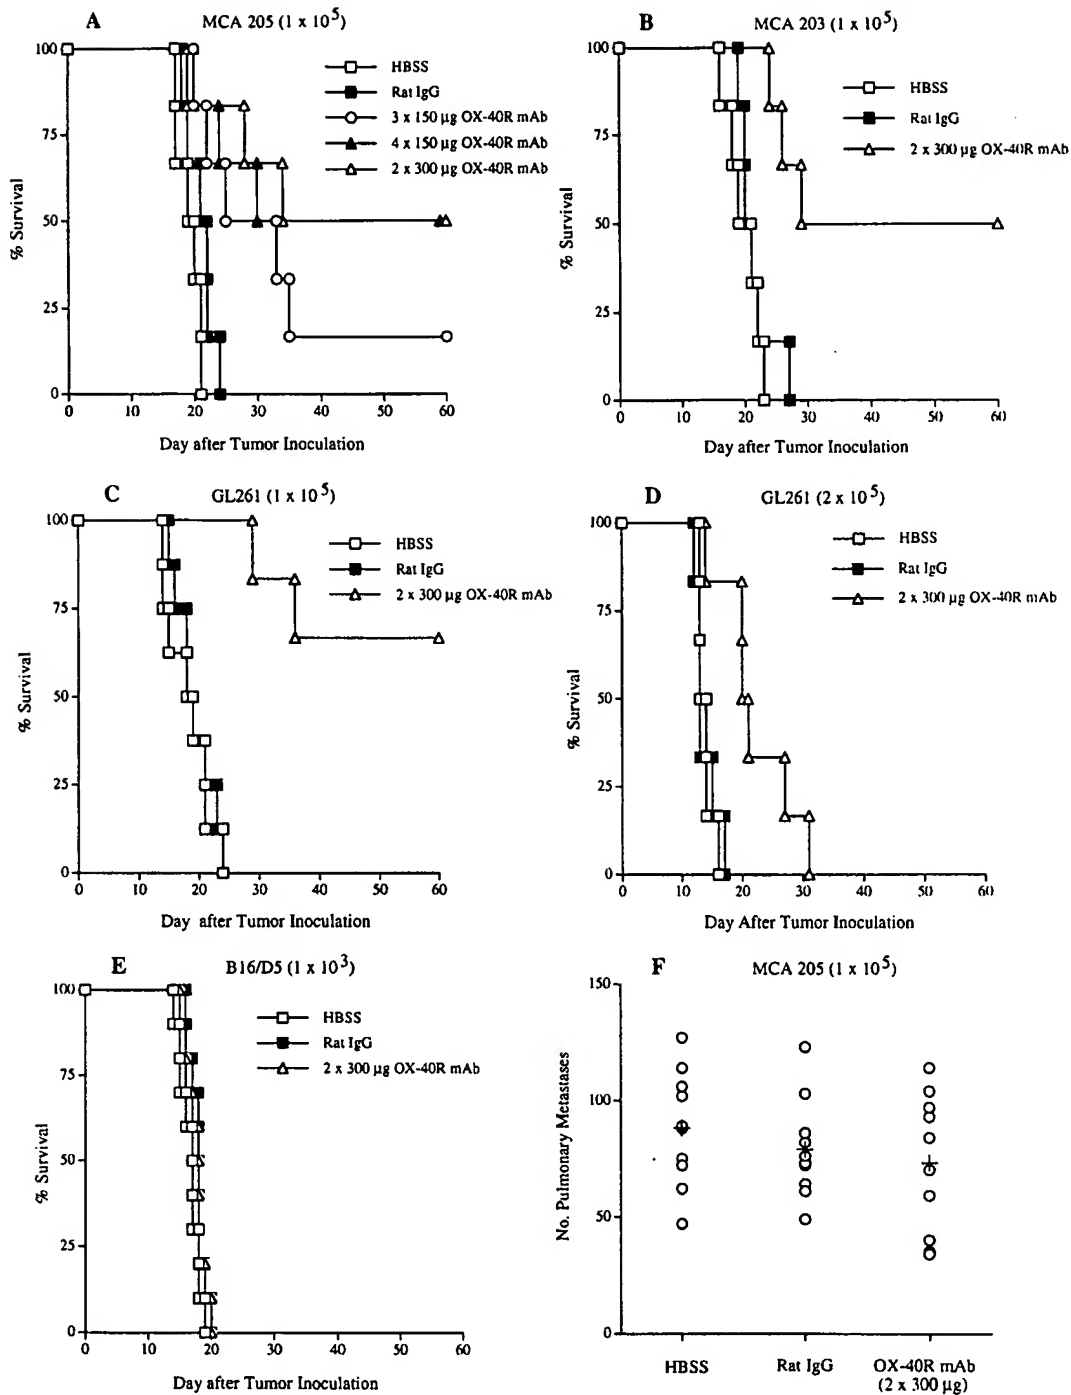 A MCA 205 (1 x 10^5)
% Survival
100
75
50
25
0
HBSS
Rat IgG
3 x 150 µg OX-40R mAb
4 x 150 µg OX-40R mAb
2 x 300 µg OX-40R mAb
0 10 20 30 40 50 60
Day after Tumor Inoculation
B MCA 203 (1 x 10^5)
% Survival
100
75
50
25
0
HBSS
Rat IgG
2 x 300 µg OX-40R mAb
0 10 20 30 40 50 60
Day after Tumor Inoculation
C GL261 (1 x 10^5)
% Survival
100
75
50
25
0
HBSS
Rat IgG
2 x 300 µg OX-40R mAb
0 10 20 30 40 50 60
Day after Tumor Inoculation
D GL261 (2 x 10^5)
% Survival
100
75
50
25
0
HBSS
Rat IgG
2 x 300 µg OX-40R mAb
0 10 20 30 40 50 60
Day After Tumor Inoculation
E B16/D5 (1 x 10^3)
% Survival
100
75
50
25
0
HBSS
Rat IgG
2 x 300 µg OX-40R mAb
0 10 20 30 40 50 60
Day after Tumor Inoculation
F MCA 205 (1 x 10^5)
No. Pulmonary Metastases
150
100
50
0
HBSS Rat IgG OX-40R mAb
(2 x 300 µg)